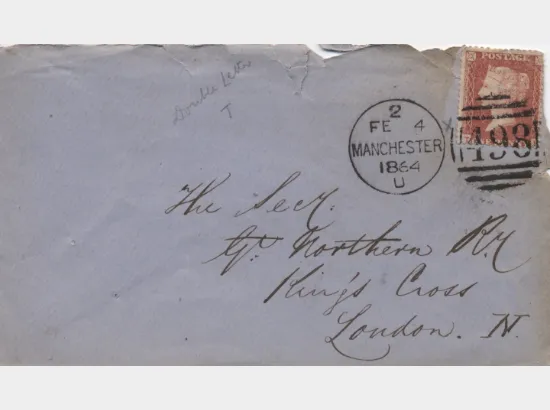 Double Letter
T
POSTAGE
2
FE 4
MANCHESTER
1864
U
498
The Secy.
Gt. Northern Ry
King's Cross
London. N.